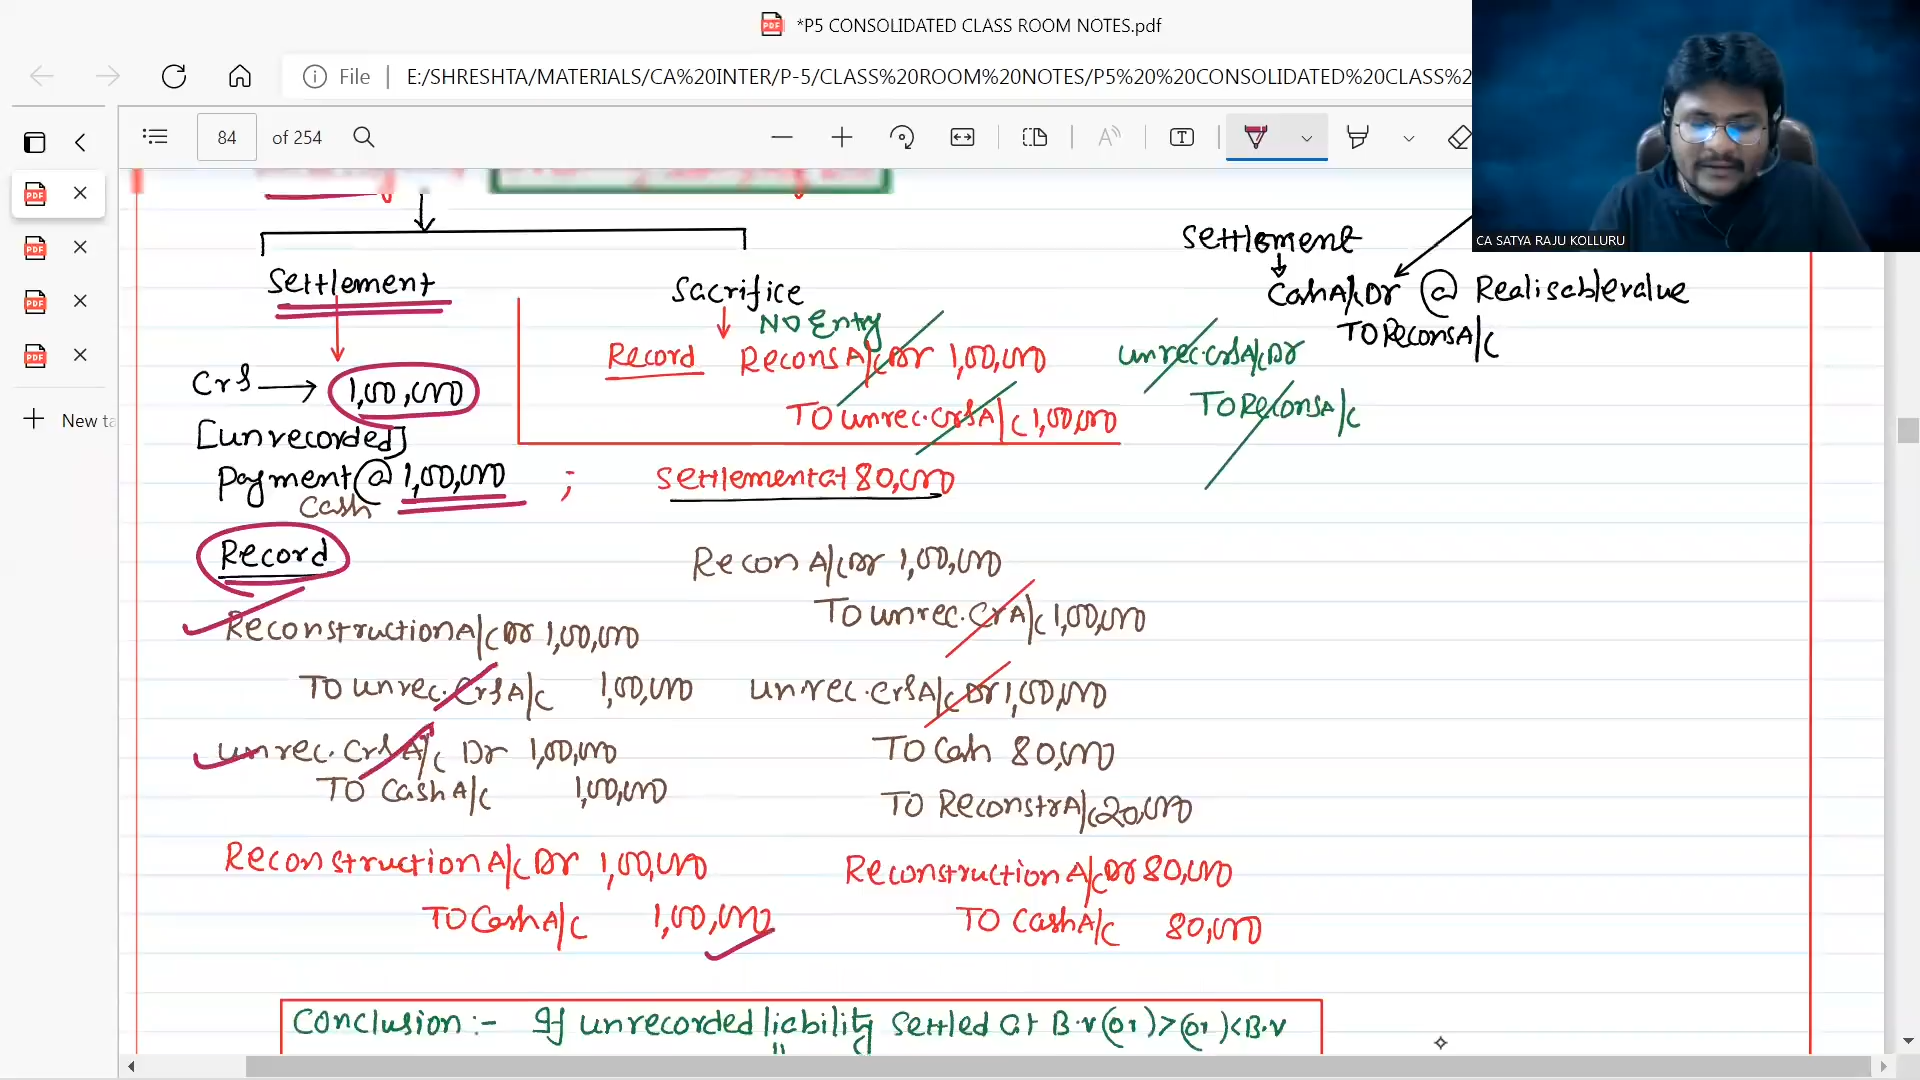 *P5 CONSOLIDATED CLASS ROOM NOTES.pdf
File
E:/SHRESHTA/MATERIALS/CA%20INTER/P-5/CLASS%20ROOM%20NOTES/P5%20%20CONSOLIDATED%20CLASS%2
84 of 254
New ta
CA SATYA RAJU KOLLURU
Settlement
Cash A/c Dr @ Realisable value
TO Recons A/c
Settlement
Sacrifice
NO Entry
Record Recons A/c Dr 1,00,000
TO unrec.crs A/c 1,00,000
unrec.crs A/c Dr
TO Recons A/c
Crs → 1,00,000
[unrecorded]
Payment @ 1,00,000 ; Settlement at 80,000
Cash
Record
Reconstruction A/c Dr 1,00,000
TO unrec. Crs A/c 1,00,000
unrec. Crs A/c Dr 1,00,000
TO Cash A/c 1,00,000
Reconstruction A/c Dr 1,00,000
TO Cash A/c 1,00,000
Recon A/c Dr 1,00,000
TO unrec. Cr A/c 1,00,000
unrec.crs A/c Dr 1,00,000
TO Cash 80,000
TO Reconstr A/c 20,000
Reconstruction A/c Dr 80,000
TO Cash A/c 80,000
Conclusion :- If unrecorded liability settled at B.v (or) > (or) < B.v